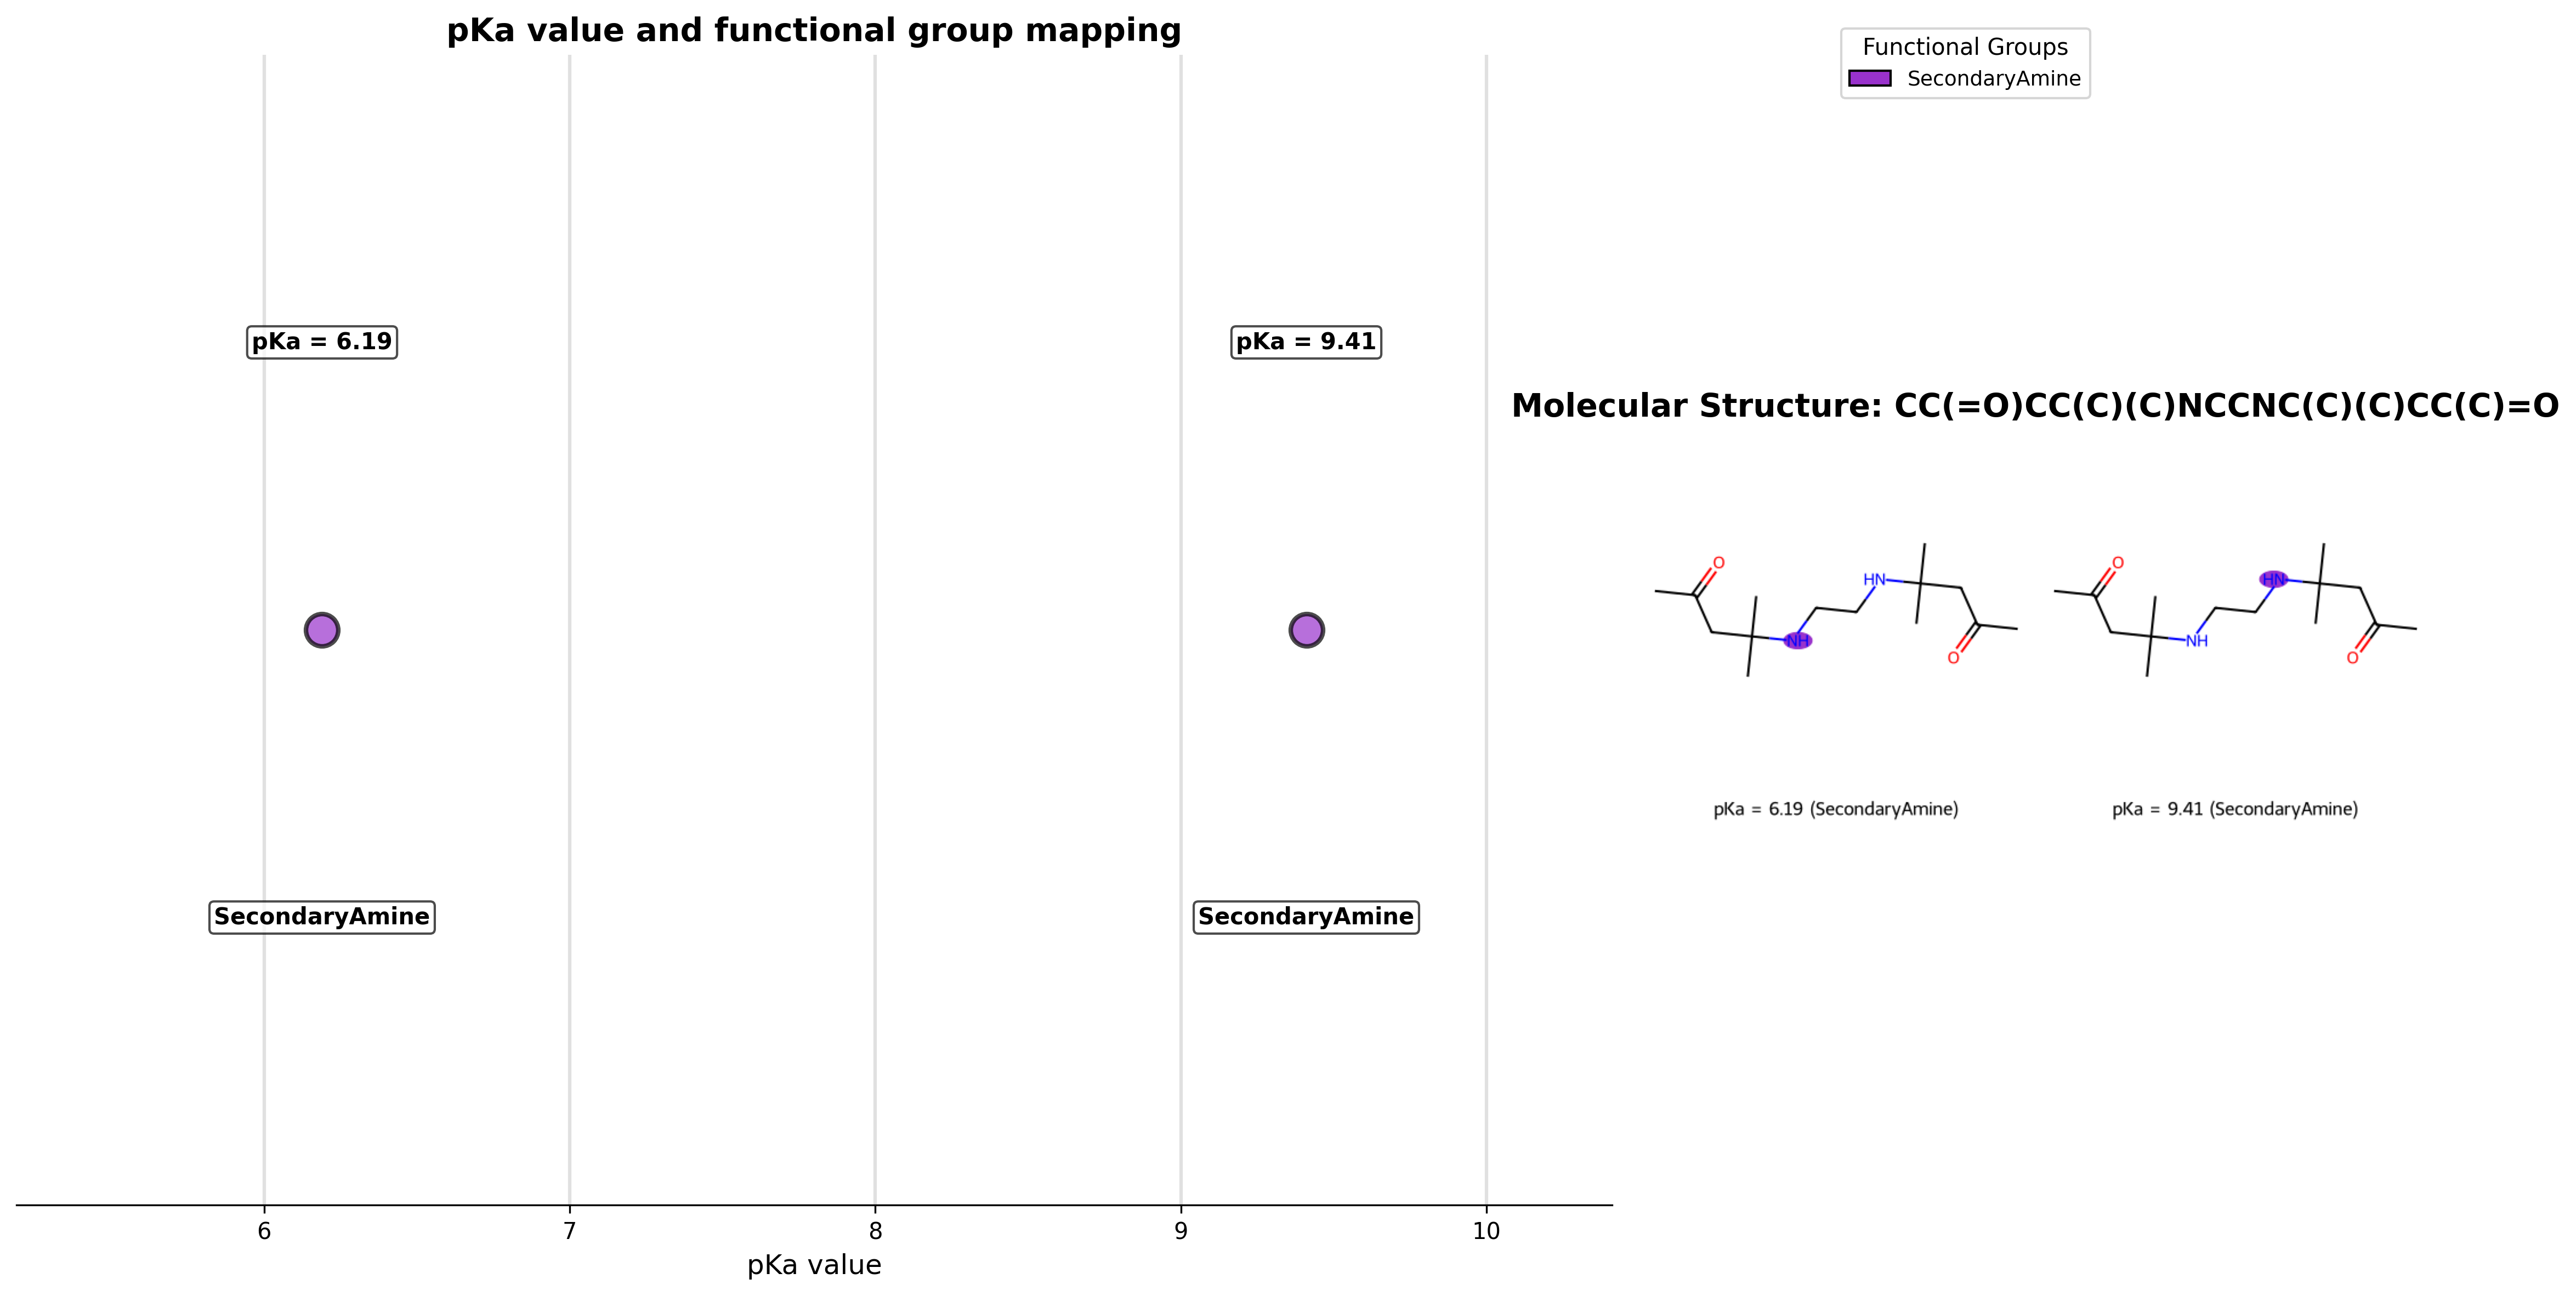 pKa value and functional group mapping
Functional Groups
SecondaryAmine
pKa = 6.19
pKa = 9.41
Molecular Structure: CC(=O)CC(C)(C)NCCNC(C)(C)CC(C)=O
O
HN
NH
O
O
HN
NH
O
pKa = 6.19 (SecondaryAmine)
pKa = 9.41 (SecondaryAmine)
SecondaryAmine
SecondaryAmine
6
7
8
9
10
pKa value